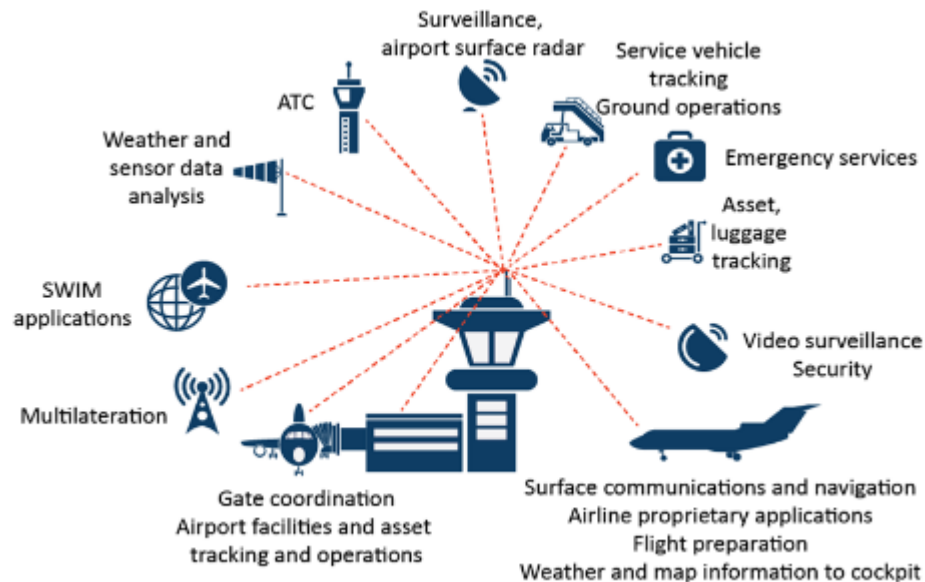 Surveillance,
airport surface radar
Service vehicle
tracking
Ground operations
ATC
Weather and
sensor data
analysis
Emergency services
Asset,
luggage
tracking
SWIM
applications
Video surveillance
Security
Multilateration
Gate coordination
Airport facilities and asset
tracking and operations
Surface communications and navigation
Airline proprietary applications
Flight preparation
Weather and map information to cockpit